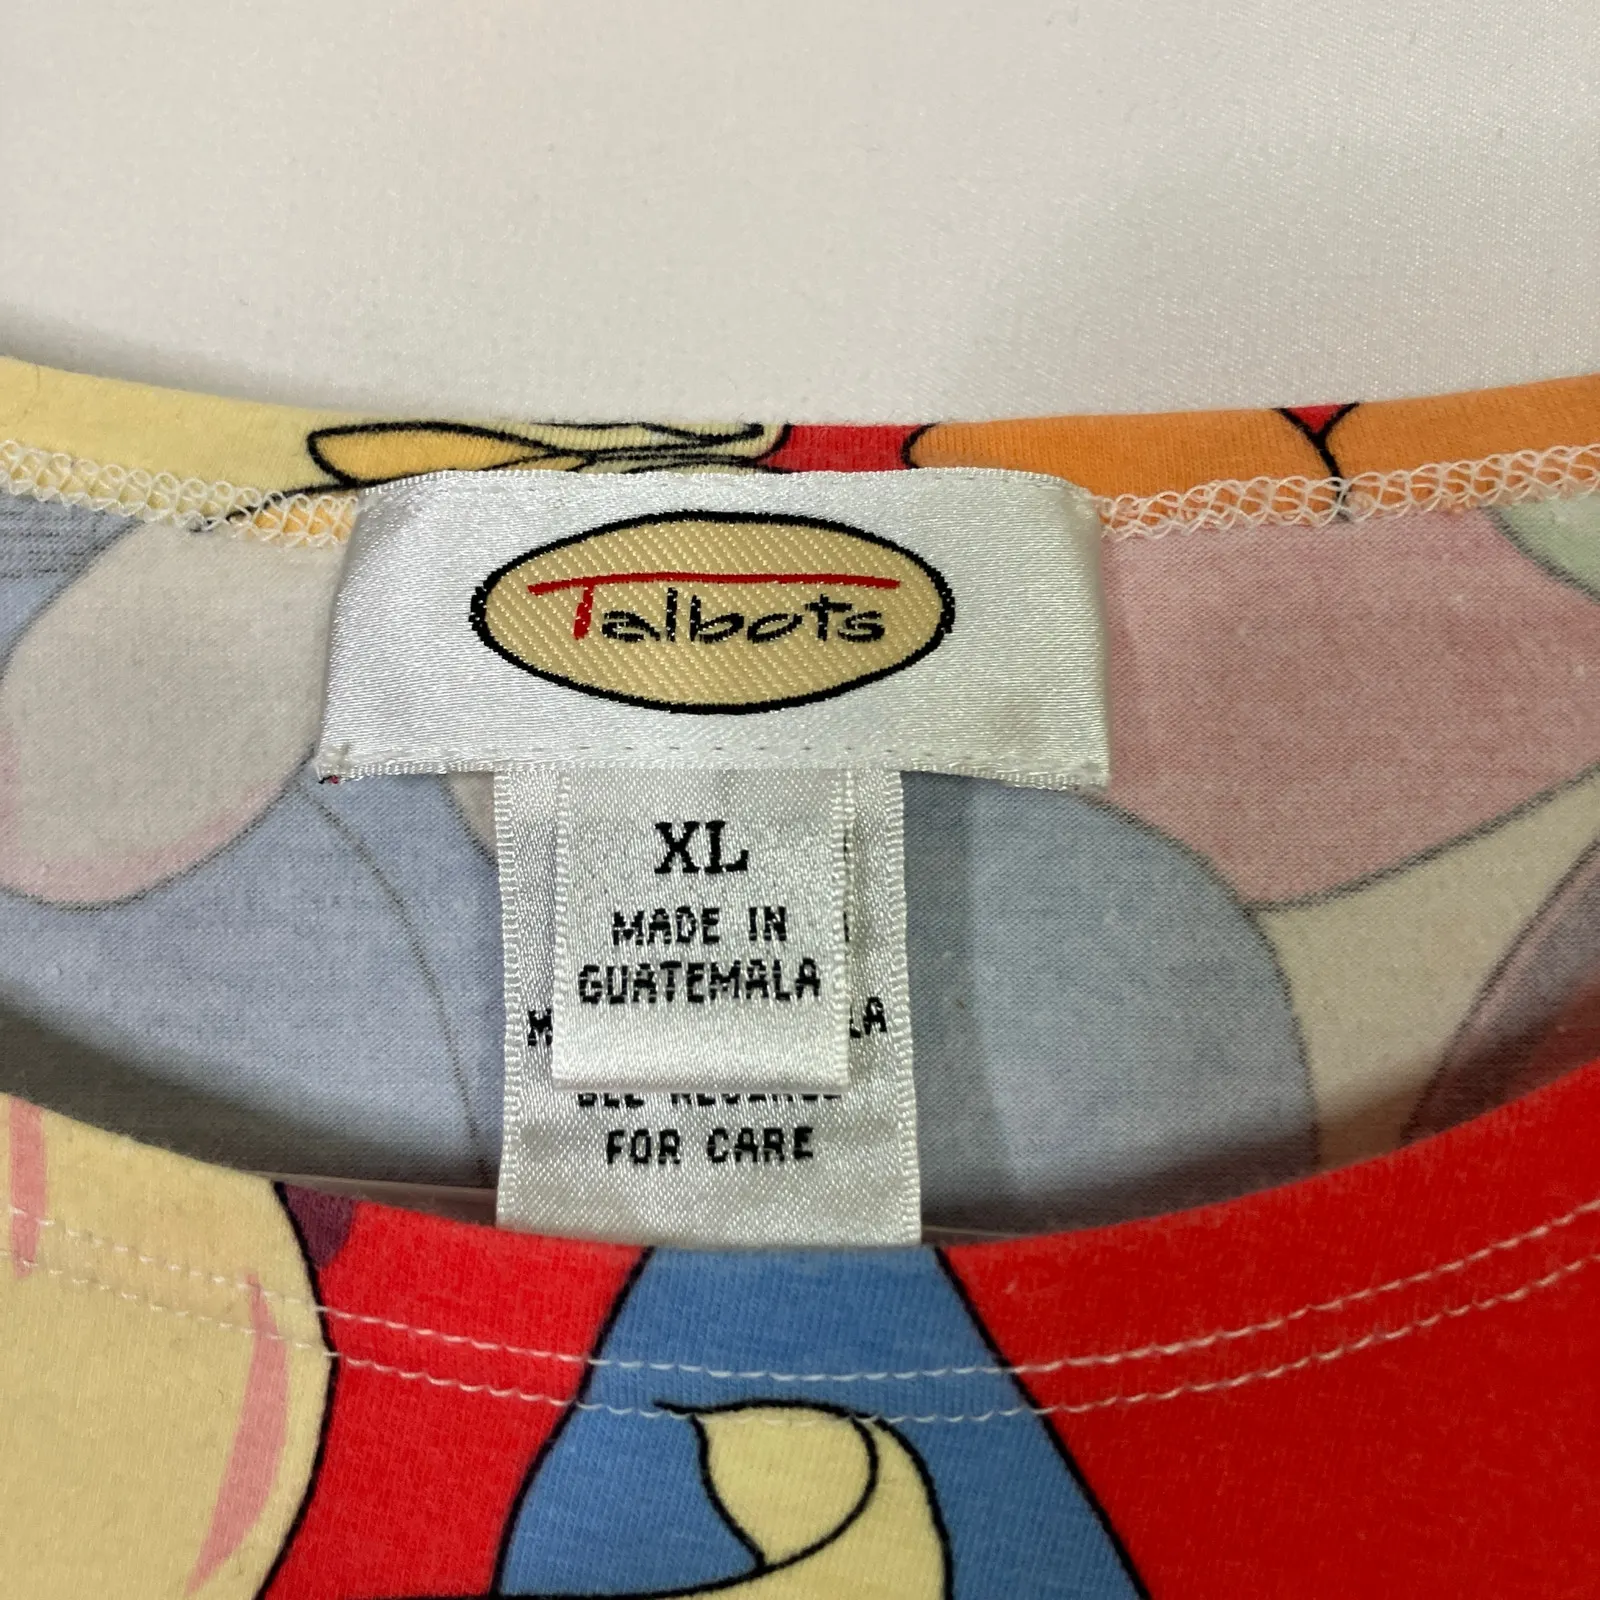 Talbots
XL
MADE IN
GUATEMALA
FOR CARE